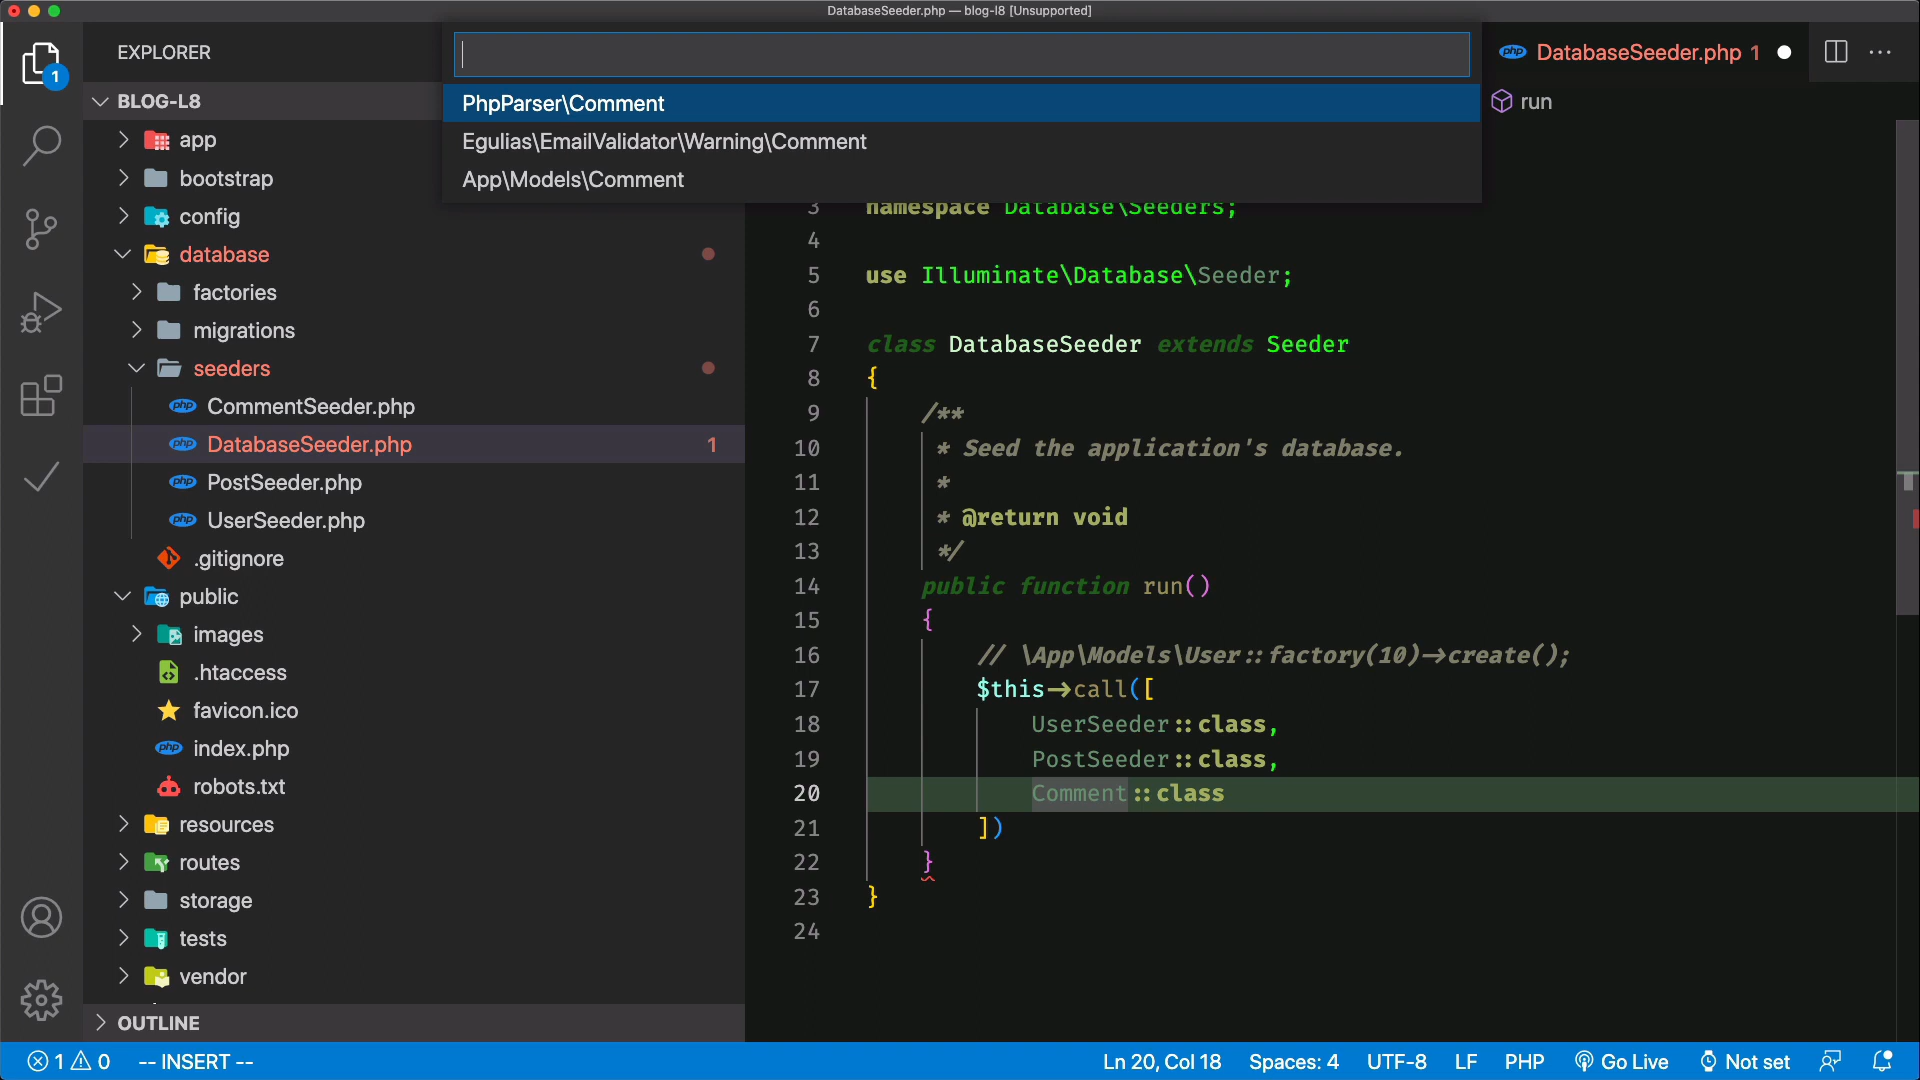 DatabaseSeeder.php — blog-l8 [Unsupported]
EXPLORER
DatabaseSeeder.php 1
1
BLOG-L8
PhpParser\Comment
Egulias\EmailValidator\Warning\Comment
App\Models\Comment
run
app
bootstrap
config
database
factories
migrations
seeders
php CommentSeeder.php
php DatabaseSeeder.php 1
php PostSeeder.php
php UserSeeder.php
.gitignore
public
images
.htaccess
favicon.ico
php index.php
robots.txt
resources
routes
storage
tests
vendor
OUTLINE
3 namespace Database\Seeders;
4
5 use Illuminate\Database\Seeder;
6
7 class DatabaseSeeder extends Seeder
8 {
9 /**
10 * Seed the application's database.
11 *
12 * @return void
13 */
14 public function run()
15 {
16 // \App\Models\User::factory(10)->create();
17 $this->call([
18 UserSeeder::class,
19 PostSeeder::class,
20 Comment::class
21 ])
22 }
23 }
24
1 0 -- INSERT --
Ln 20, Col 18 Spaces: 4 UTF-8 LF PHP Go Live Not set